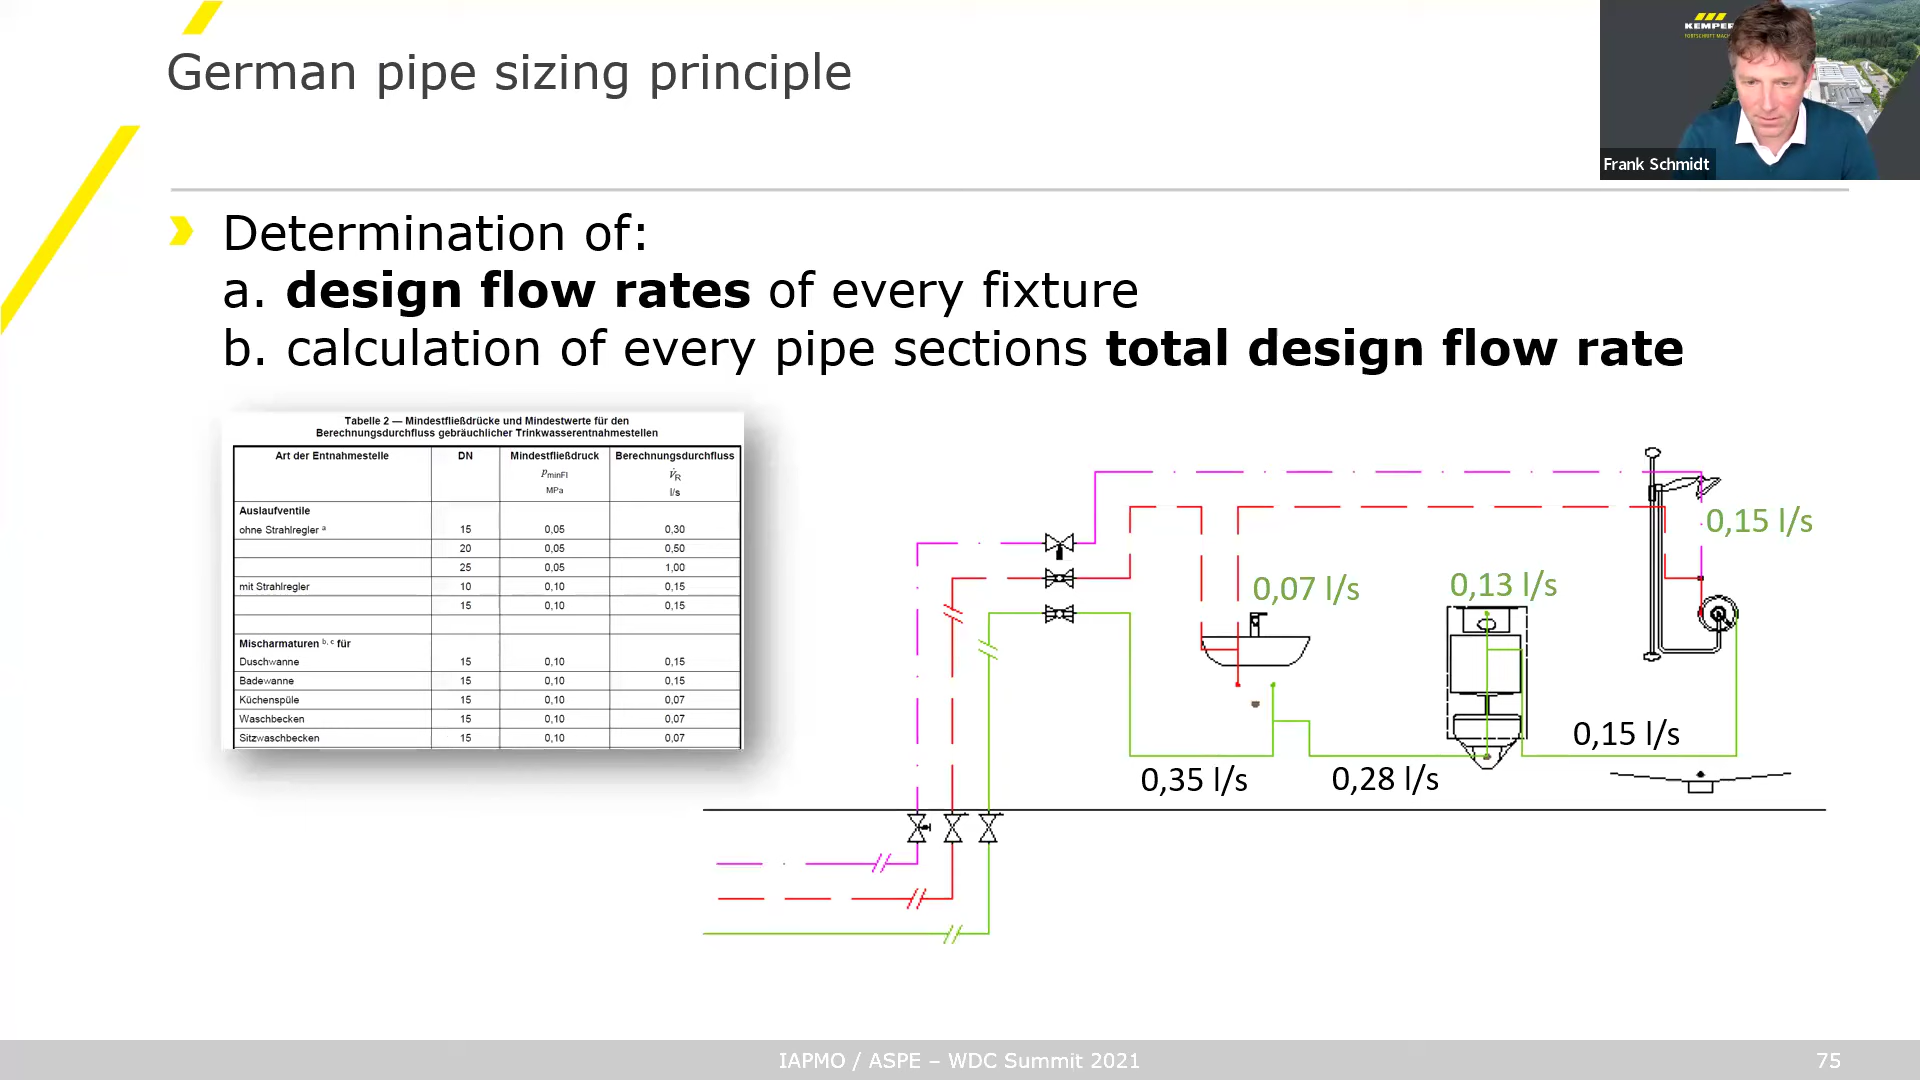 German pipe sizing principle
KEMPER
Frank Schmidt
Determination of:
a. design flow rates of every fixture
b. calculation of every pipe sections total design flow rate
Tabelle 2 — Mindestfließdrücke und Mindestwerte für den
Berechnungsdurchfluss gebräuchlicher Trinkwasserentnahmestellen
Art der Entnahmestelle DN Mindestfließdruck Berechnungsdurchfluss
pminFl V̇R
MPa l/s
Auslaufventile
ohne Strahlregler a 15 0,05 0,30
20 0,05 0,50
25 0,05 1,00
mit Strahlregler 10 0,10 0,15
15 0,10 0,15
Mischarmaturen b, c für
Duschwanne 15 0,10 0,15
Badewanne 15 0,10 0,15
Küchenspüle 15 0,10 0,07
Waschbecken 15 0,10 0,07
Sitzwaschbecken 15 0,10 0,07
0,15 l/s
0,07 l/s
0,13 l/s
0,15 l/s
0,35 l/s
0,28 l/s
IAPMO / ASPE – WDC Summit 2021
75